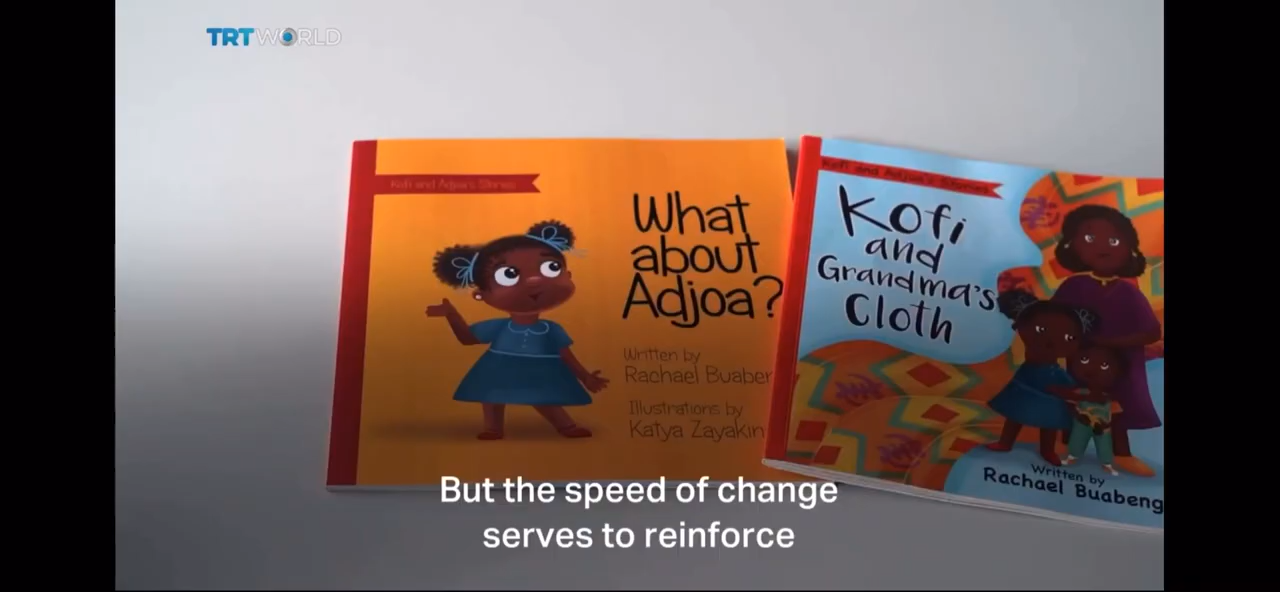 TRT WORLD
Kofi and Adjoa's Stories
What
about
Adjoa?
Written by
Rachael Buaben
Illustrations by
Katya Zayakin
Kofi and Adjoa's Stories
Kofi
and
Grandma's
Cloth
Written by
Rachael Buabeng
But the speed of change
serves to reinforce